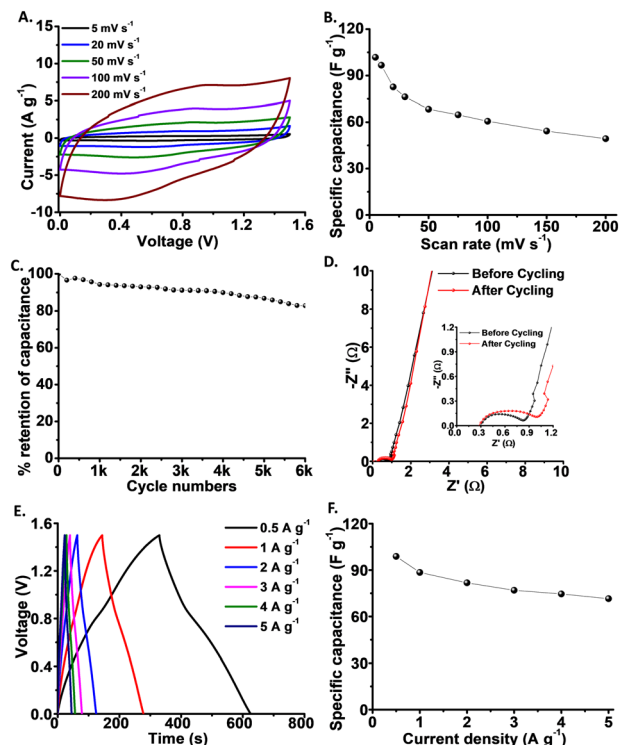 A.
5 mV s-1
20 mV s-1
50 mV s-1
100 mV s-1
200 mV s-1
Current (A g-1)
15
10
5
0
-5
-10
0.0 0.4 0.8 1.2 1.6
Voltage (V)
B.
Specific capacitance (F g-1)
120
90
60
30
0
0 50 100 150 200
Scan rate (mV s-1)
C.
% retention of capacitance
100
80
60
40
20
0
0 1k 2k 3k 4k 5k 6k
Cycle numbers
D.
Before Cycling
After Cycling
-Z" (Ω)
10
8
6
4
2
0
0 2 4 6 8 10
Z' (Ω)
Before Cycling
After Cycling
-Z" (Ω)
1.2
0.9
0.6
0.3
0.0
0.0 0.3 0.6 0.9 1.2
Z' (Ω)
E.
0.5 A g-1
1 A g-1
2 A g-1
3 A g-1
4 A g-1
5 A g-1
Voltage (V)
1.6
1.2
0.8
0.4
0.0
0 200 400 600 800
Time (s)
F.
Specific capacitance (F g-1)
120
90
60
30
0
1 2 3 4 5
Current density (A g-1)